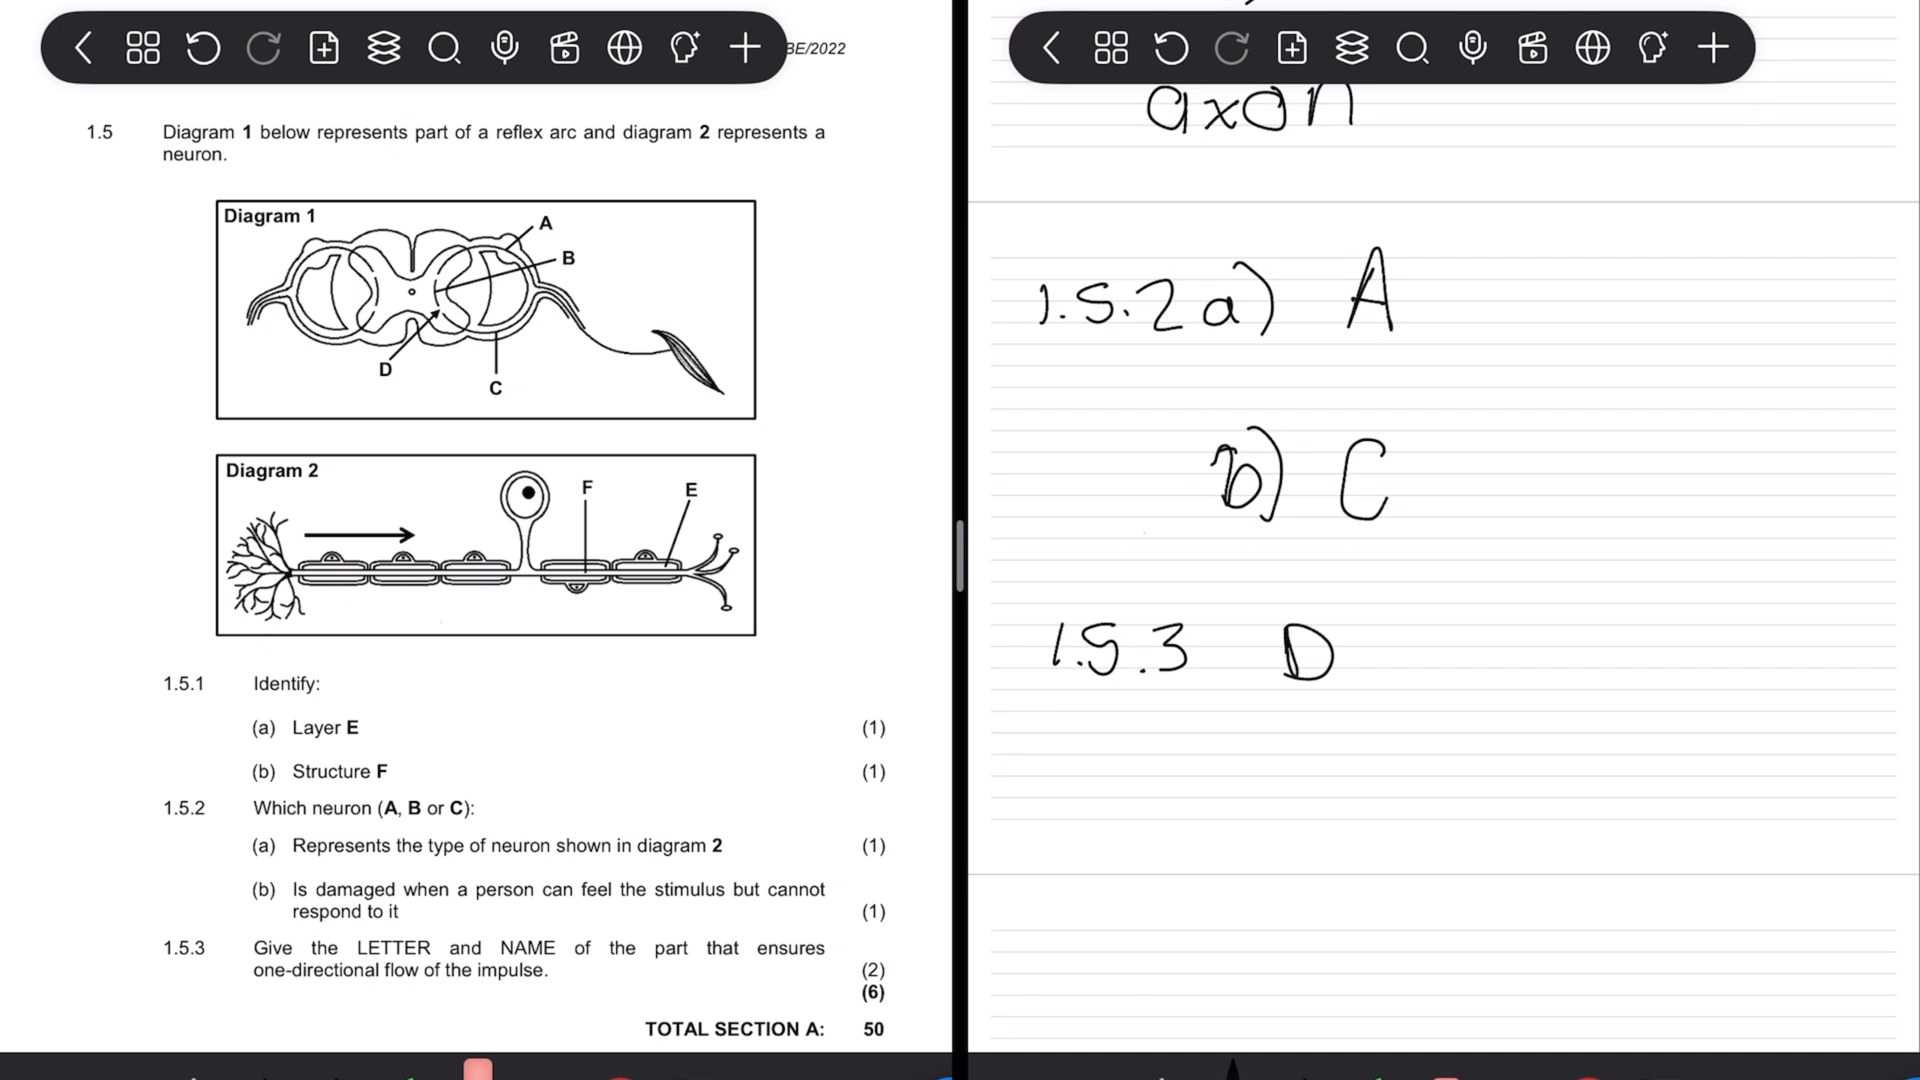 BE/2022
1.5 Diagram 1 below represents part of a reflex arc and diagram 2 represents a
neuron.
Diagram 1
A
B
D
C
Diagram 2
F
E
1.5.1 Identify:
(a) Layer E (1)
(b) Structure F (1)
1.5.2 Which neuron (A, B or C):
(a) Represents the type of neuron shown in diagram 2 (1)
(b) Is damaged when a person can feel the stimulus but cannot
respond to it (1)
1.5.3 Give the LETTER and NAME of the part that ensures
one-directional flow of the impulse. (2)
(6)
TOTAL SECTION A: 50
axon
1.5.2 a) A
b) C
1.5.3 D